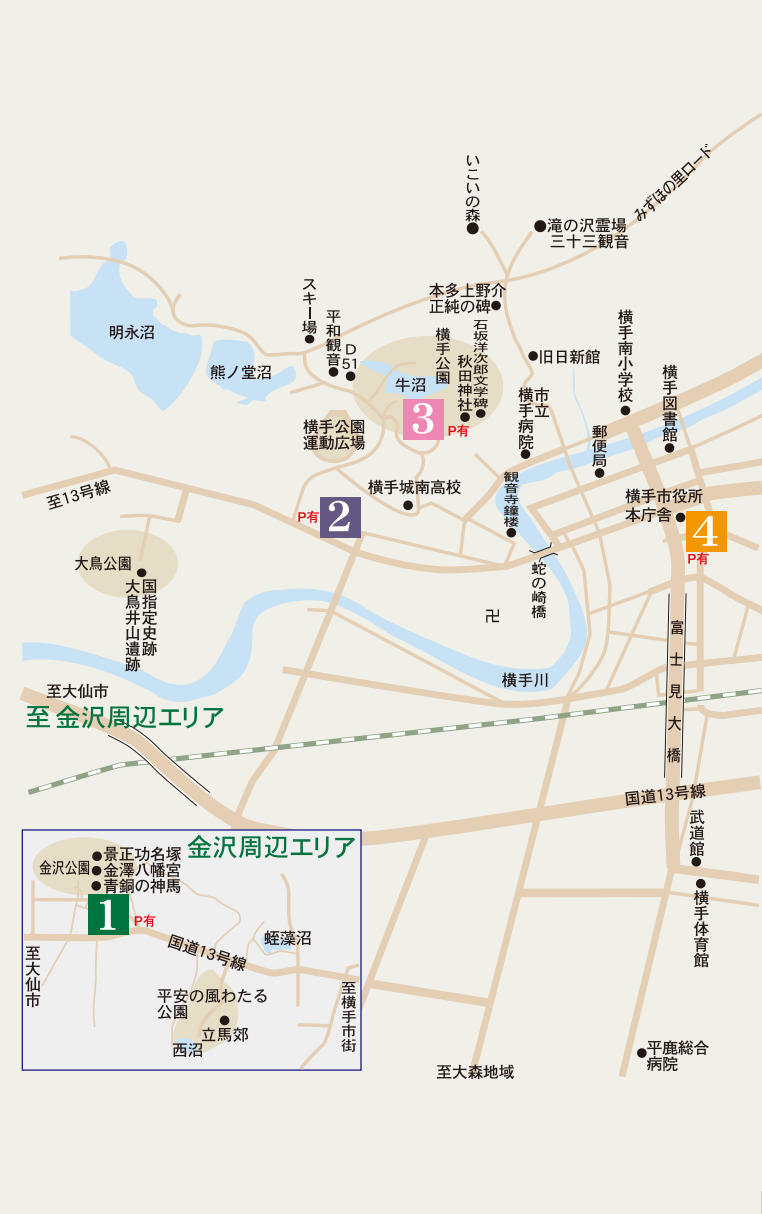 いこいの森
みずほの里ロード
滝の沢霊場
三十三観音
本多上野介
正純の碑
スキー場
平和観音
D51
横手公園
石坂洋次郎文学碑
秋田神社
旧日新館
横手南小学校
横手図書館
明永沼
熊ノ堂沼
牛沼
3
P有
市立
横手病院
郵便局
横手公園
運動広場
横手城南高校
観音寺鐘楼
横手市役所
本庁舎
4
P有
至13号線
P有
2
大鳥公園
国指定史跡
大鳥井山遺跡
蛇の崎橋
卍
横手川
富士見大橋
至大仙市
至 金沢周辺エリア
国道13号線
武道館
横手体育館
金沢周辺エリア
景正功名塚
金沢公園
金澤八幡宮
青銅の神馬
1
P有
国道13号線
蛭藻沼
至大仙市
至横手市街
平安の風わたる
公園
立馬郊
西沼
平鹿総合
病院
至大森地域